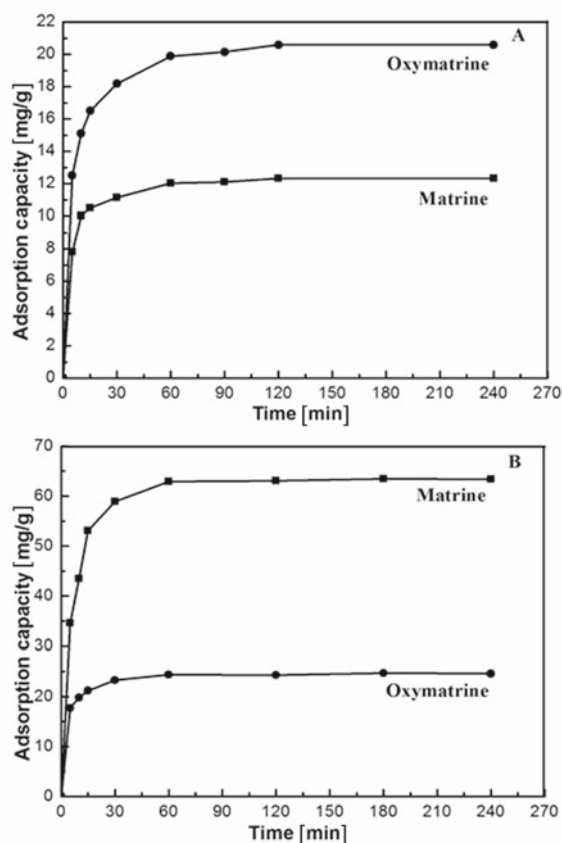 A
22
20
18
16
14
12
10
8
6
4
2
0
Adsorption capacity [mg/g]
Oxymatrine
Matrine
0 30 60 90 120 150 180 210 240 270
Time [min]
B
70
60
50
40
30
20
10
0
Adsorption capacity [mg/g]
Matrine
Oxymatrine
0 30 60 90 120 150 180 210 240 270
Time [min]